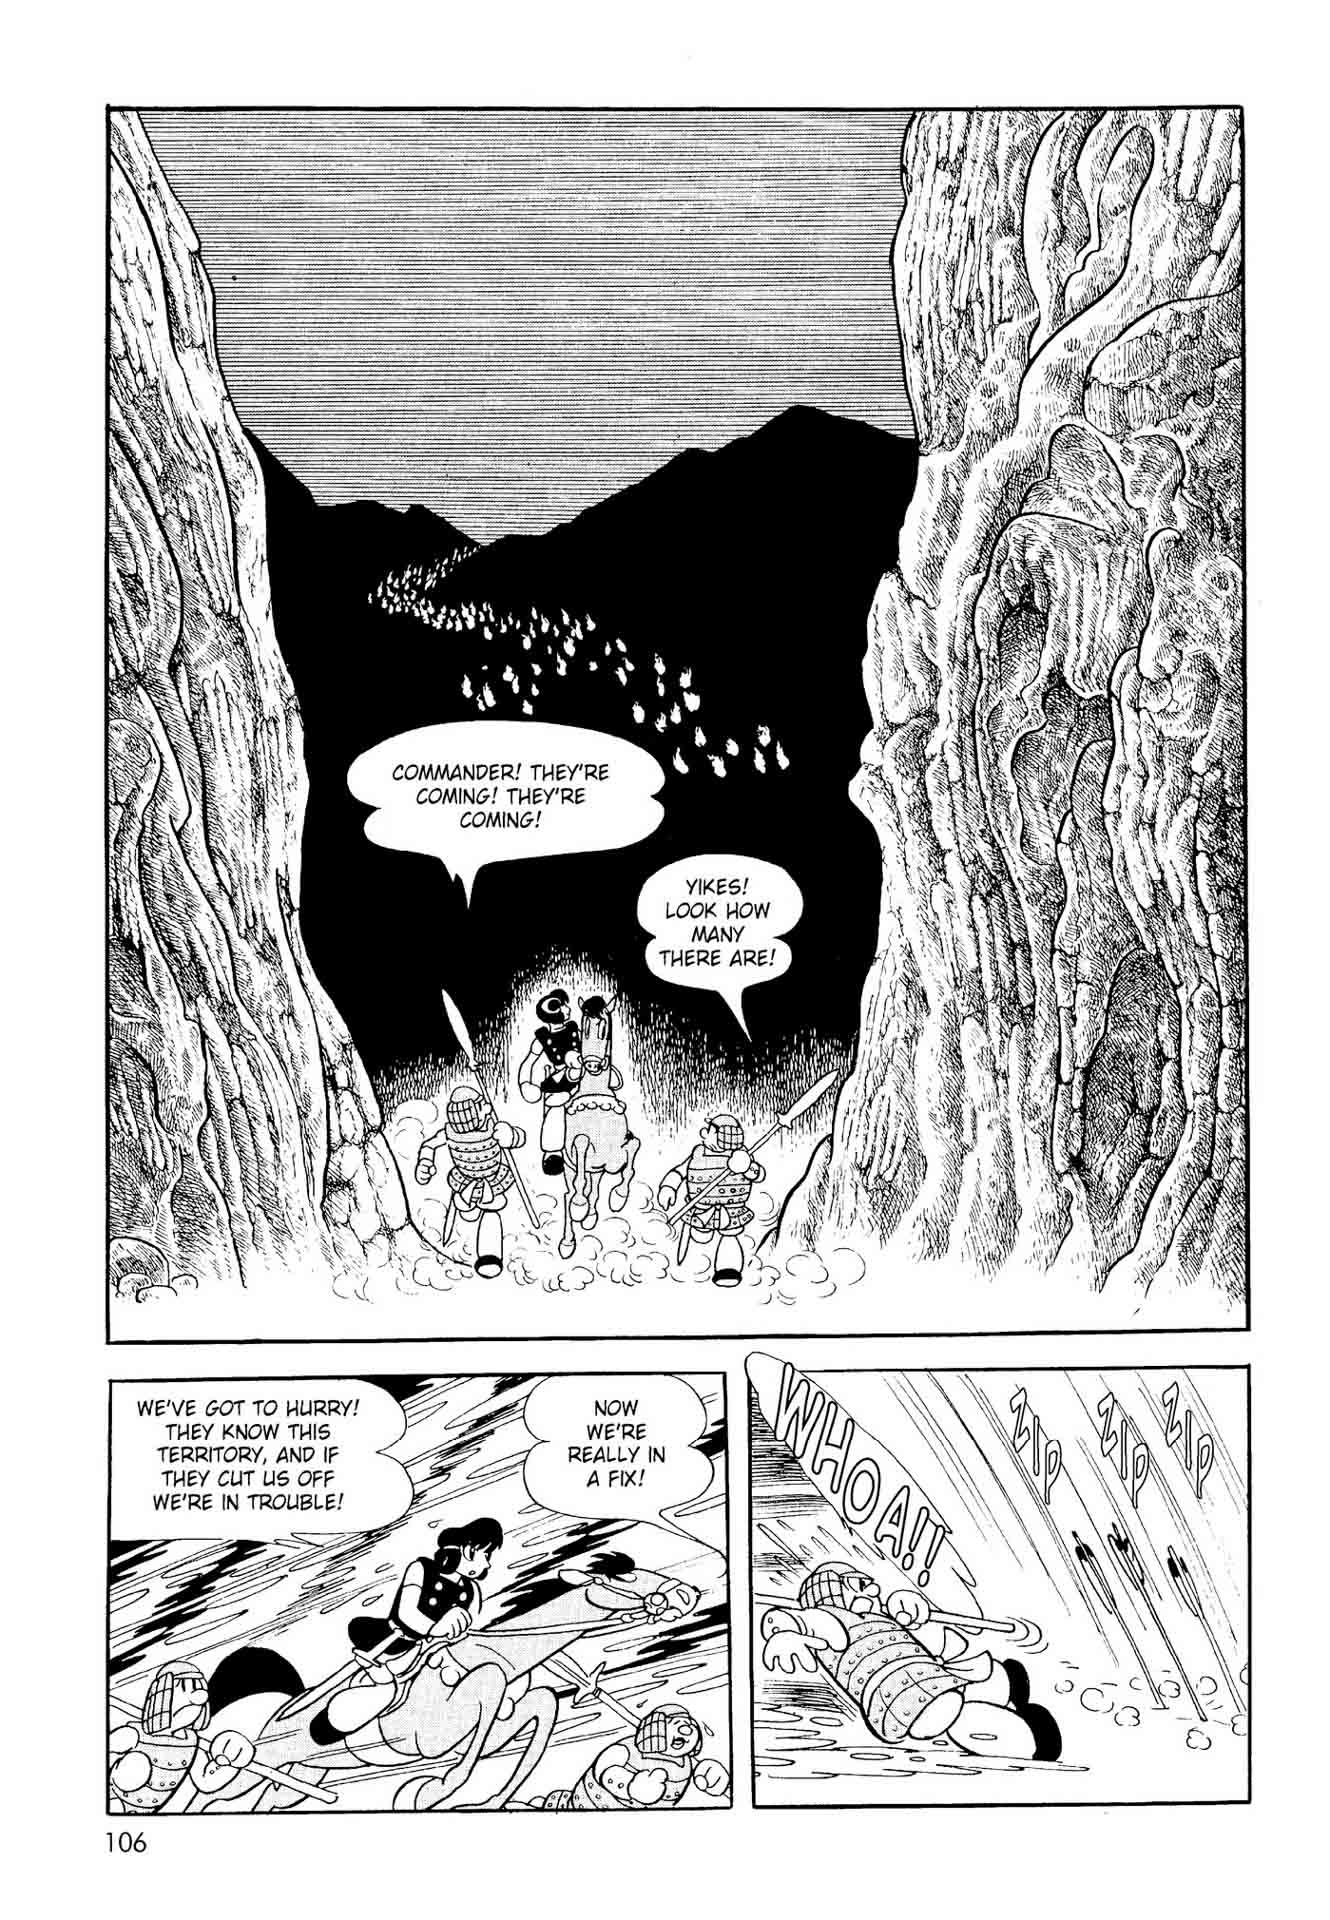 COMMANDER! THEY'RE
COMING! THEY'RE
COMING!
YIKES!
LOOK HOW
MANY
THERE ARE!
WE'VE GOT TO HURRY!
THEY KNOW THIS
TERRITORY, AND IF
THEY CUT US OFF
WE'RE IN TROUBLE!
NOW
WE'RE
REALLY IN
A FIX!
WHOA!!
ZIP
ZIP
ZIP
106